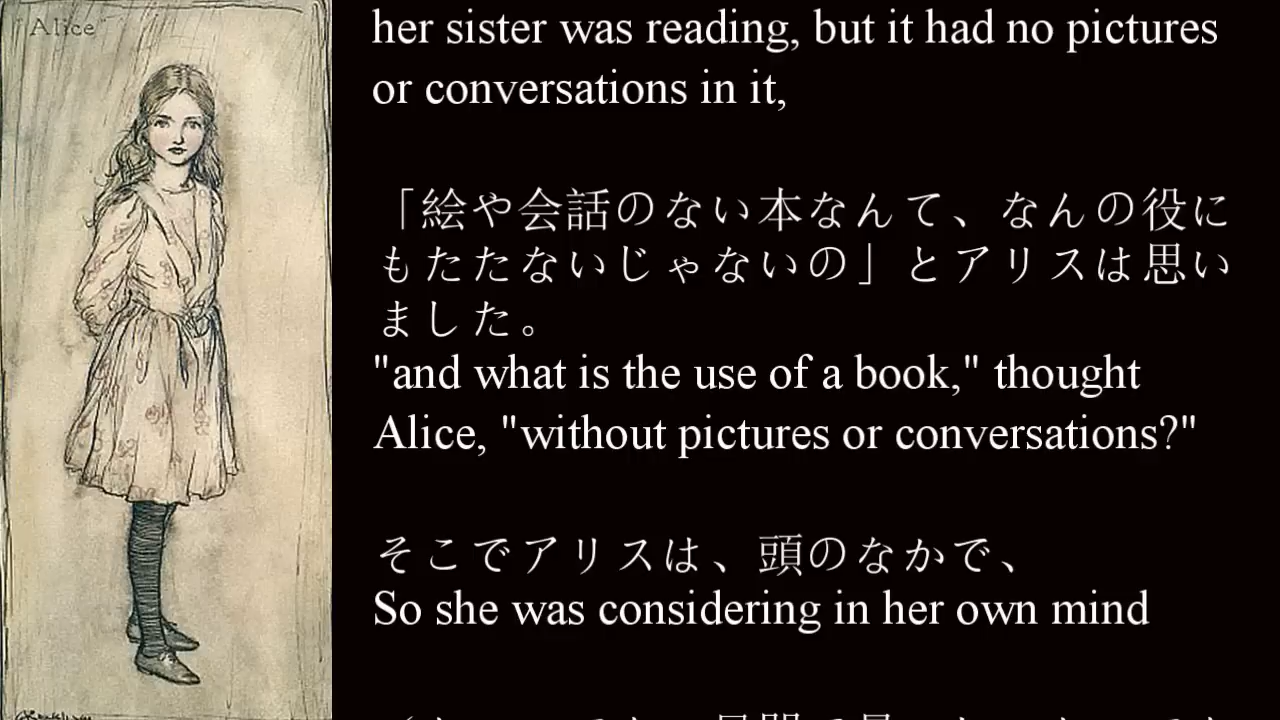 "Alice"
her sister was reading, but it had no pictures
or conversations in it,
「絵や会話のない本なんて、なんの役に
もたたないじゃないの」とアリスは思い
ました。
"and what is the use of a book," thought
Alice, "without pictures or conversations?"
そこでアリスは、頭のなかで、
So she was considering in her own mind